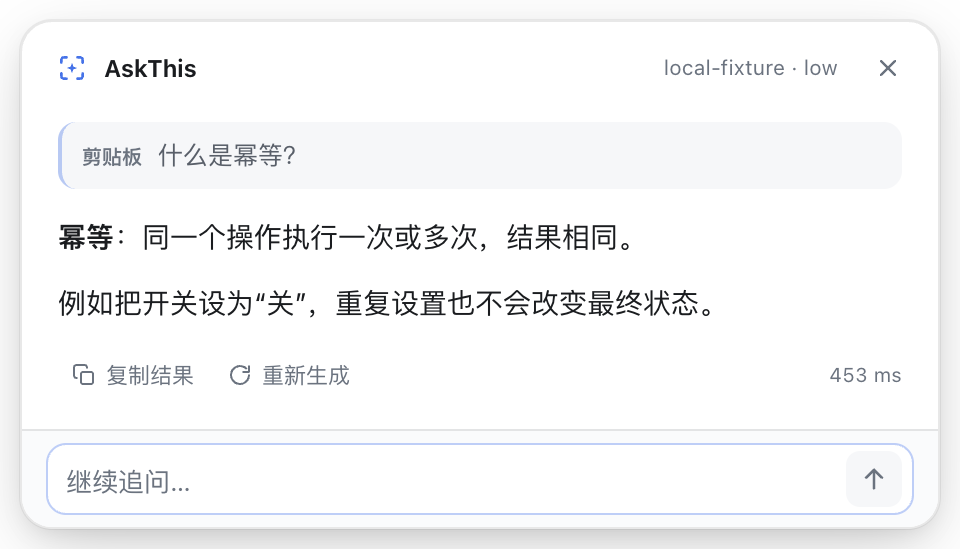 AskThis
local-fixture · low
剪贴板 什么是幂等?
幂等：同一个操作执行一次或多次，结果相同。
例如把开关设为“关”，重复设置也不会改变最终状态。
复制结果 重新生成 453 ms
继续追问...